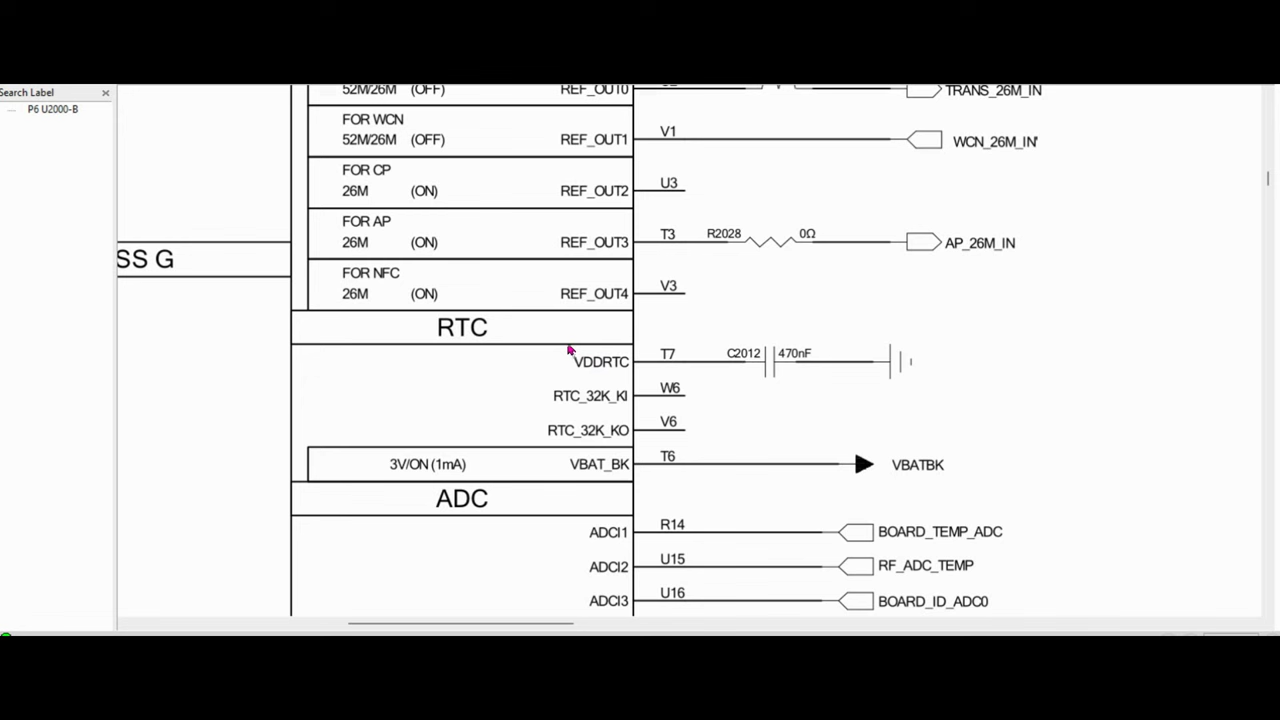 Search Label ×
P6 U2000-B
52M/26M (OFF) REF_OUT0 TRANS_26M_IN
FOR WCN V1
52M/26M (OFF) REF_OUT1 WCN_26M_IN'
FOR CP U3
26M (ON) REF_OUT2
FOR AP T3 R2028 0Ω
26M (ON) REF_OUT3 AP_26M_IN
SS G
FOR NFC V3
26M (ON) REF_OUT4
RTC
VDDRTC T7 C2012 470nF
RTC_32K_KI W6
RTC_32K_KO V6
3V/ON (1mA) VBAT_BK T6 VBATBK
ADC
ADCI1 R14 BOARD_TEMP_ADC
ADCI2 U15 RF_ADC_TEMP
ADCI3 U16 BOARD_ID_ADC0